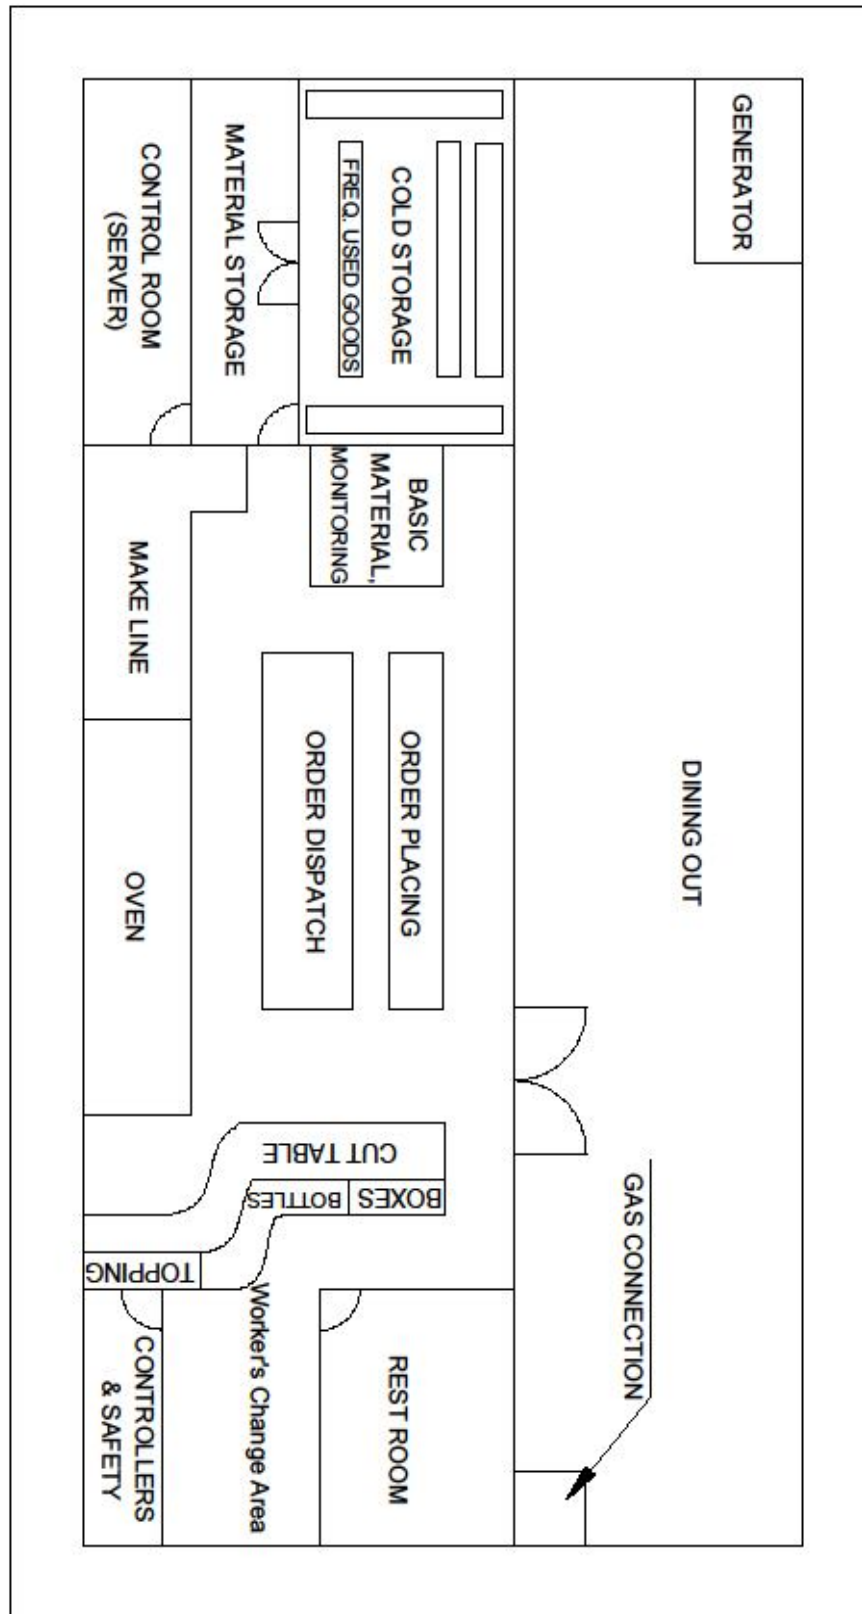 GENERATOR
COLD STORAGE
FREQ. USED GOODS
MATERIAL STORAGE
CONTROL ROOM
(SERVER)
BASIC
MATERIAL,
MONITORING
MAKE LINE
DINING OUT
ORDER PLACING
ORDER DISPATCH
OVEN
CUT TABLE
BOXES
BOTTLES
TOPPING
GAS CONNECTION
REST ROOM
Worker's Change Area
CONTROLLERS
& SAFETY